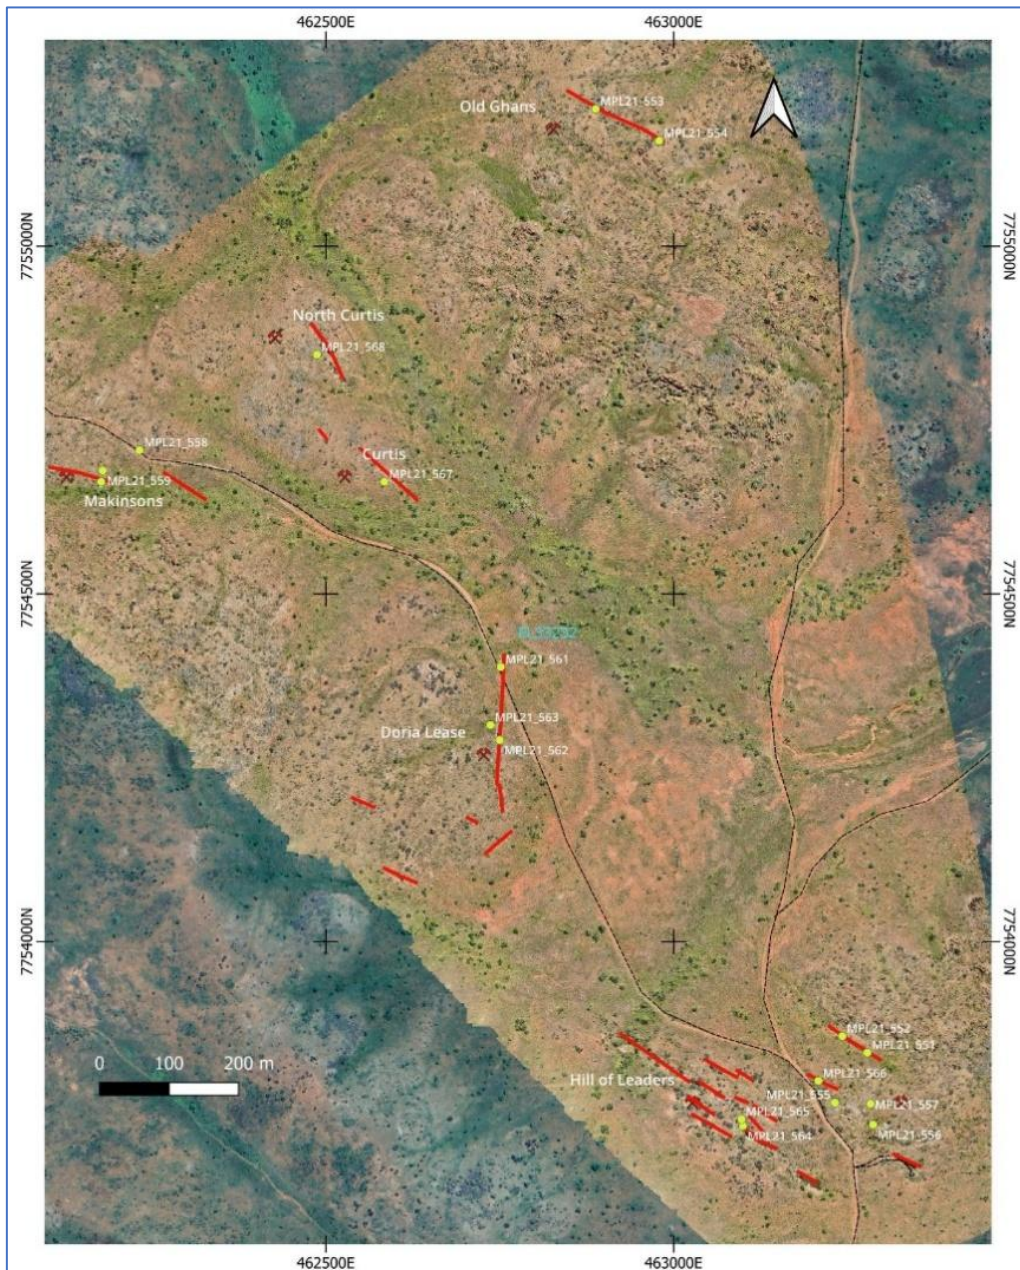 462500E
463000E
Old Ghans
MPL21_553
MPL21_554
7755000N
7755000N
North Curtis
MPL21_568
MPL21_558
Curtis
MPL21_567
MPL21_559
Makinsons
7754500N
7754500N
MPL21_561
MPL21_563
Doria Lease
MPL21_562
7754000N
7754000N
MPL21_552
MPL21_551
0 100 200 m
Hill of Leaders
MPL21_566
MPL21_555
MPL21_557
MPL21_565
MPL21_564
MPL21_556
462500E
463000E